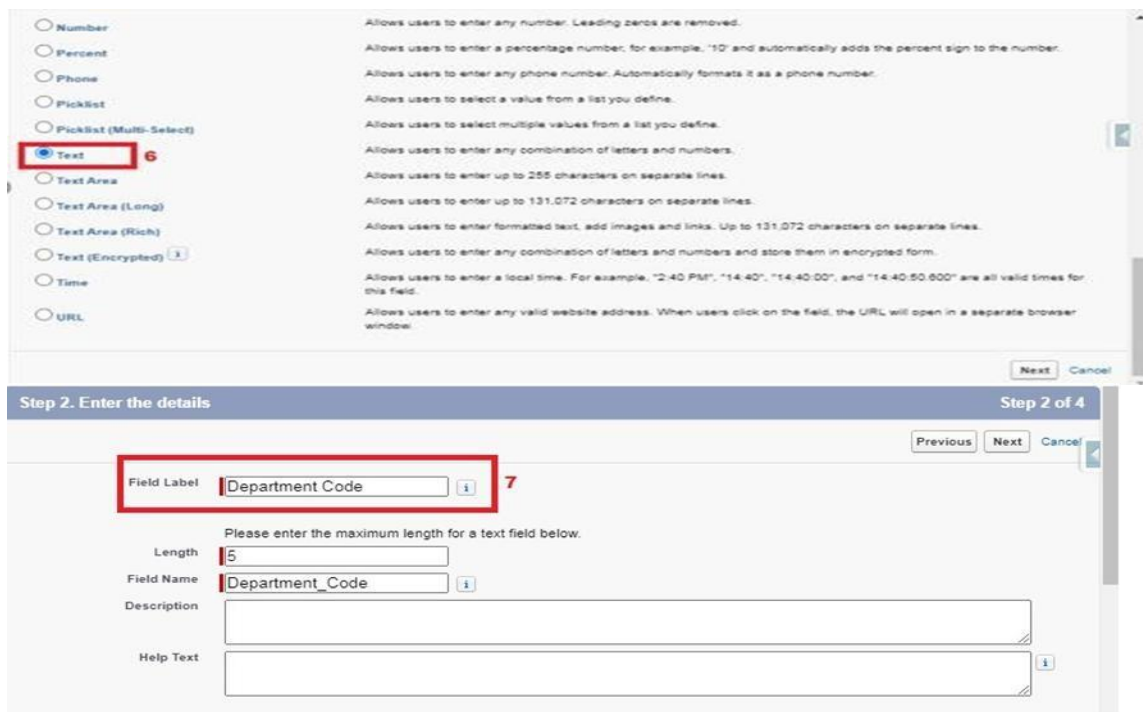 Number Allows users to enter any number. Leading zeros are removed.
Percent Allows users to enter a percentage number, for example, '10' and automatically adds the percent sign to the number.
Phone Allows users to enter any phone number. Automatically formats it as a phone number.
Picklist Allows users to select a value from a list you define.
Picklist (Multi-Select) Allows users to select multiple values from a list you define.
Text 6 Allows users to enter any combination of letters and numbers.
Text Area Allows users to enter up to 255 characters on separate lines.
Text Area (Long) Allows users to enter up to 131,072 characters on separate lines.
Text Area (Rich) Allows users to enter formatted text, add images and links. Up to 131,072 characters on separate lines.
Text (Encrypted) i Allows users to enter any combination of letters and numbers and store them in encrypted form.
Time Allows users to enter a local time. For example, "2:40 PM", "14:40", "14:40:00", and "14:40:50.600" are all valid times for
this field.
URL Allows users to enter any valid website address. When users click on the field, the URL will open in a separate browser
window.
Next Cancel
Step 2. Enter the details Step 2 of 4
Previous Next Cancel
Field Label Department Code i 7
Please enter the maximum length for a text field below.
Length 5
Field Name Department_Code i
Description
Help Text i